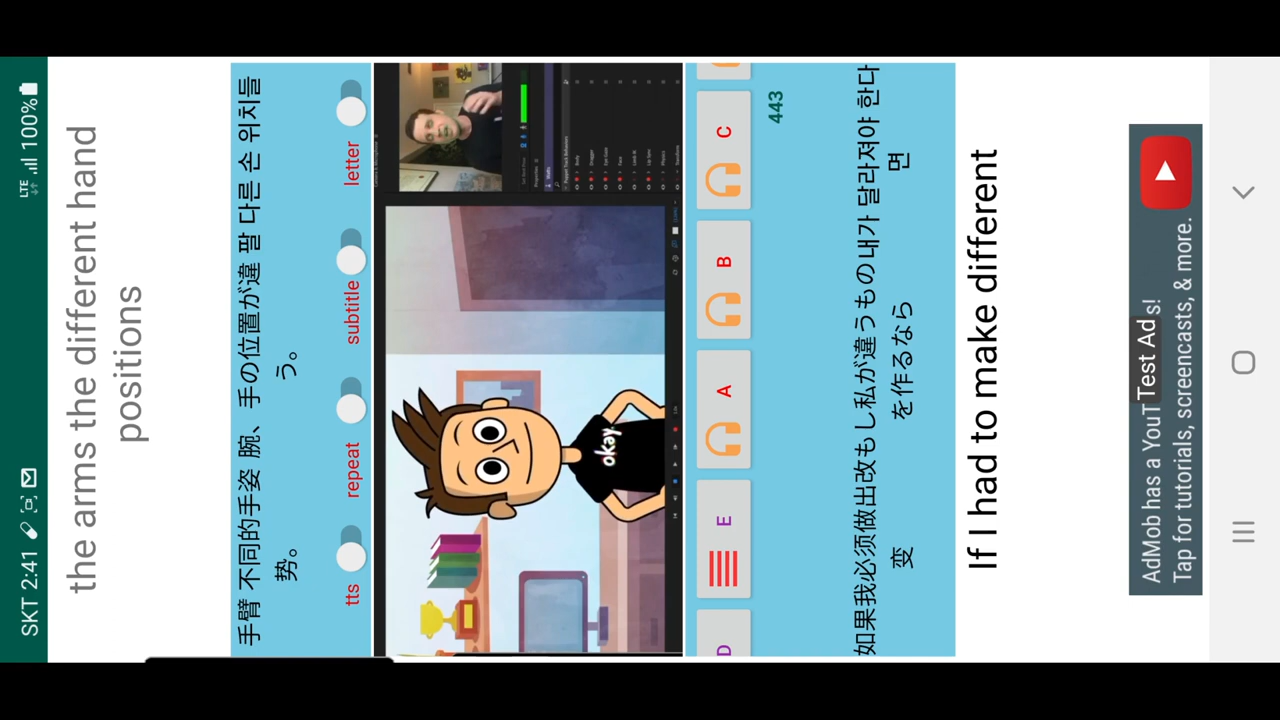 SKT 2:41
LTE
100%
the arms the different hand
positions
手臂 不同的手姿 腕、手の位置が違 팔 다른 손 위치들
势。 う。
tts
repeat
subtitle
letter
okay
D
E
A
B
C
443
如果我必须做出改もし私が違うもの내가 달라져야 한다
变 を作るなら 면
If I had to make different
AdMob has a YouT
s!
Test Ad
Tap for tutorials, screencasts, & more.